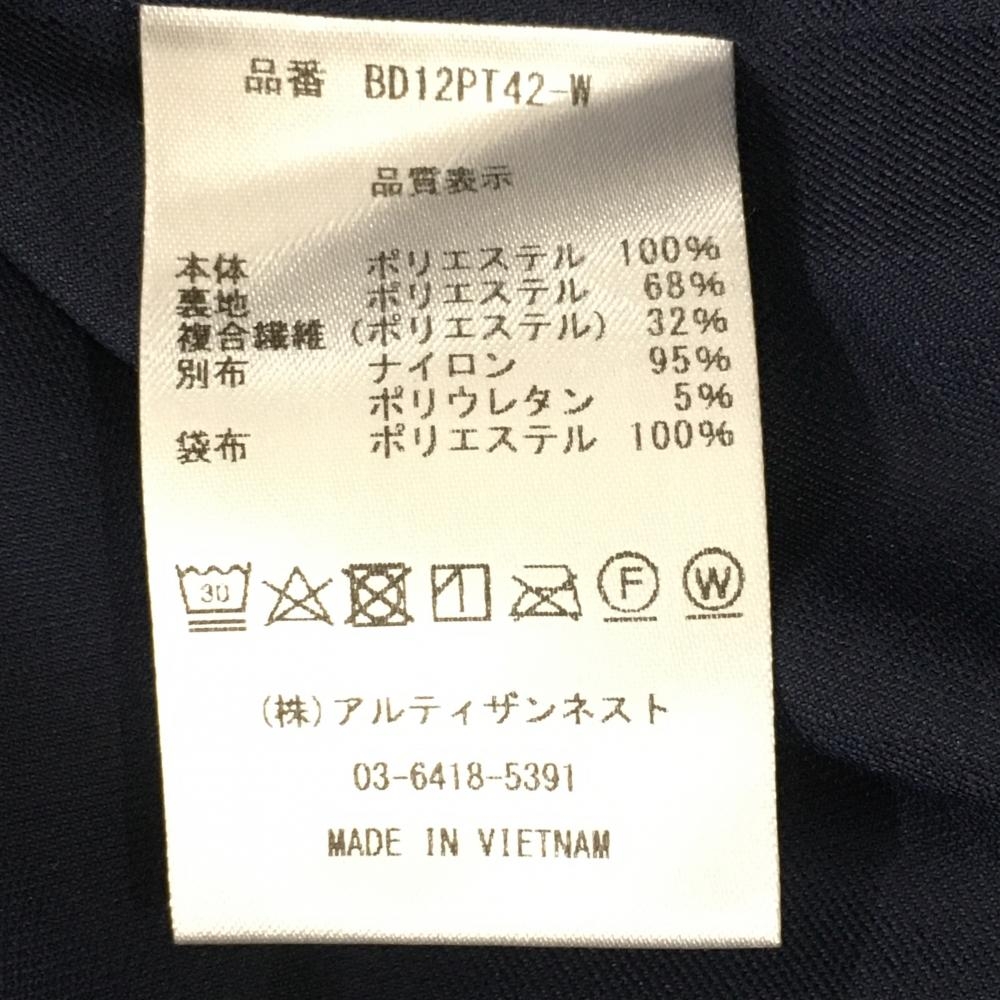 品番 BD12PT42-W
品質表示
本体 ポリエステル 100%
裏地 ポリエステル 68%
複合繊維(ポリエステル) 32%
別布 ナイロン 95%
ポリウレタン 5%
袋布 ポリエステル 100%
30 F W
(株)アルティザンネスト
03-6418-5391
MADE IN VIETNAM